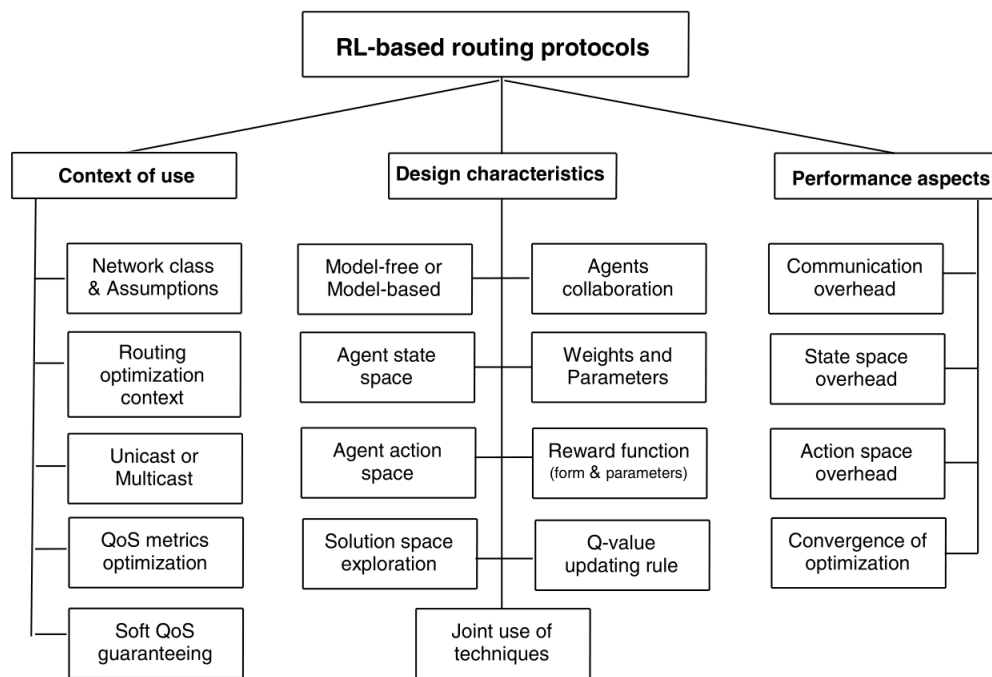 RL-based routing protocols
Context of use
Design characteristics
Performance aspects
Network class
& Assumptions
Routing
optimization
context
Unicast or
Multicast
QoS metrics
optimization
Soft QoS
guaranteeing
Model-free or
Model-based
Agent state
space
Agent action
space
Solution space
exploration
Agents
collaboration
Weights and
Parameters
Reward function
(form & parameters)
Q-value
updating rule
Joint use of
techniques
Communication
overhead
State space
overhead
Action space
overhead
Convergence of
optimization